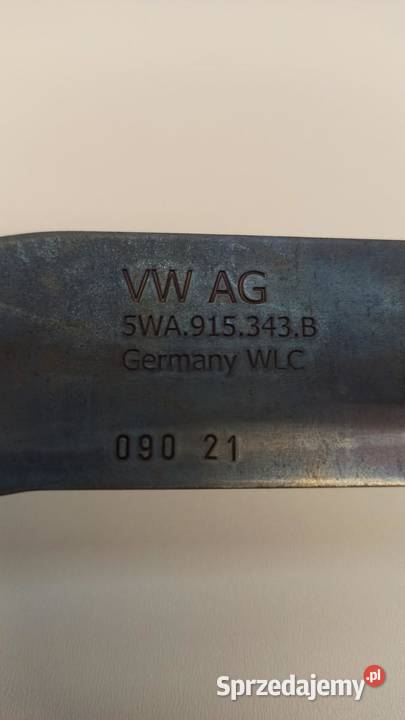 VW AG
5WA.915.343.B
Germany WLC
090 21
Sprzedajemy.pl